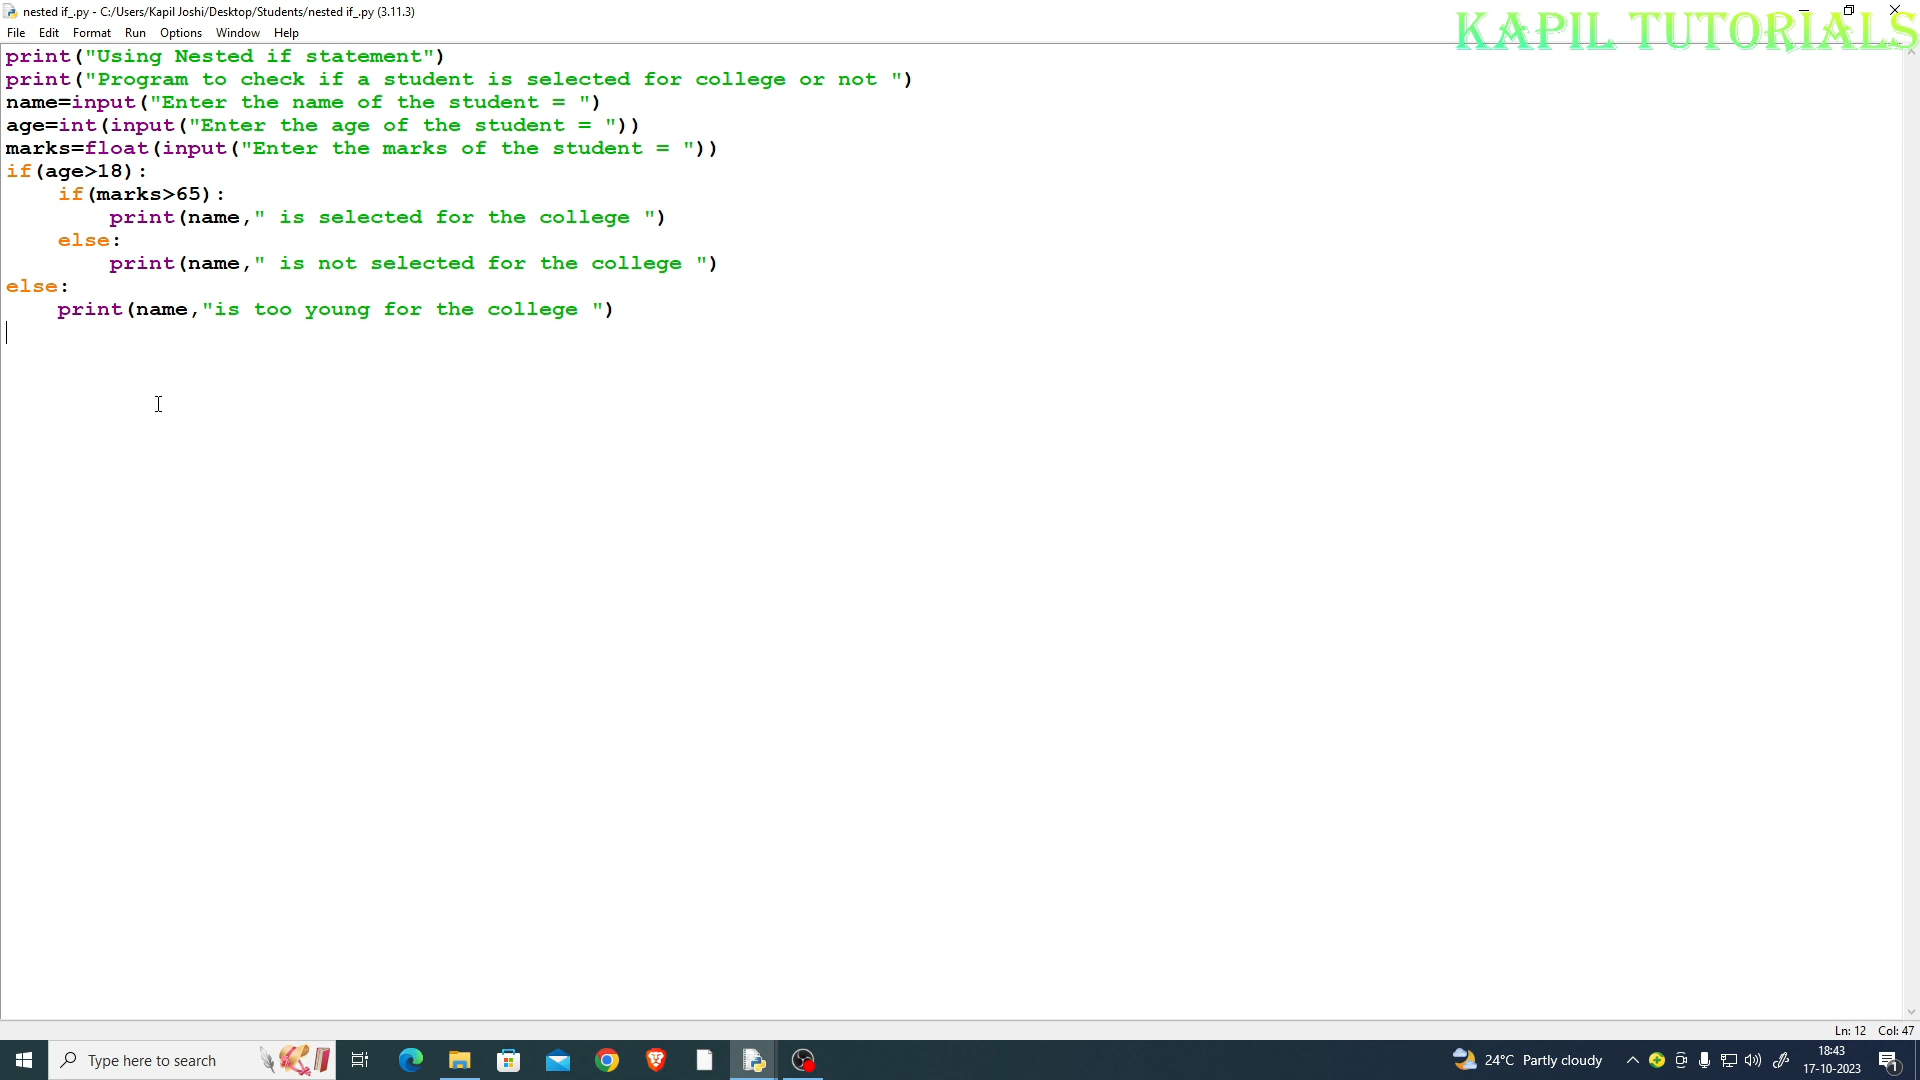 nested if_.py - C:/Users/Kapil Joshi/Desktop/Students/nested if_.py (3.11.3)
KAPIL TUTORIALS
File Edit Format Run Options Window Help
print("Using Nested if statement")
print("Program to check if a student is selected for college or not ")
name=input("Enter the name of the student = ")
age=int(input("Enter the age of the student = "))
marks=float(input("Enter the marks of the student = "))
if(age>18):
    if(marks>65):
        print(name," is selected for the college ")
    else:
        print(name," is not selected for the college ")
else:
    print(name,"is too young for the college ")
Ln: 12 Col: 47
Type here to search
24°C Partly cloudy
18:43
17-10-2023
1